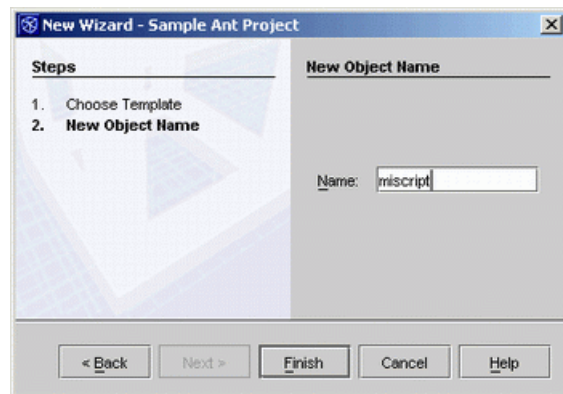 New Wizard - Sample Ant Project
Steps
1. Choose Template
2. New Object Name
New Object Name
Name: miscript
< Back Next > Finish Cancel Help